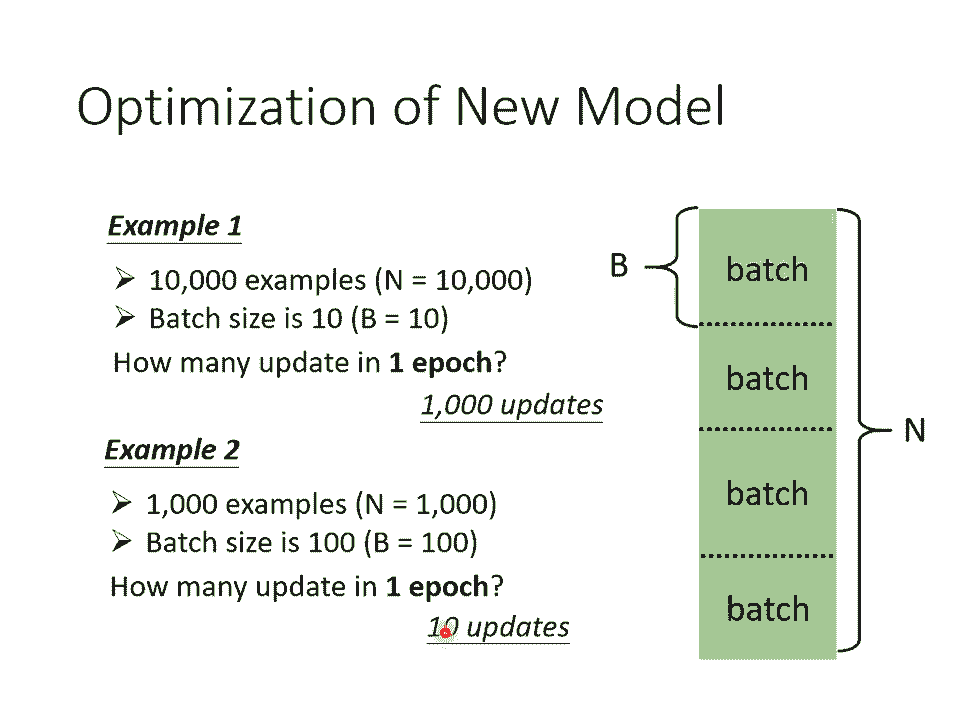 Optimization of New Model
Example 1
➤ 10,000 examples (N = 10,000)
➤ Batch size is 10 (B = 10)
How many update in 1 epoch?
1,000 updates
Example 2
➤ 1,000 examples (N = 1,000)
➤ Batch size is 100 (B = 100)
How many update in 1 epoch?
10 updates
B
batch
batch
batch
batch
N